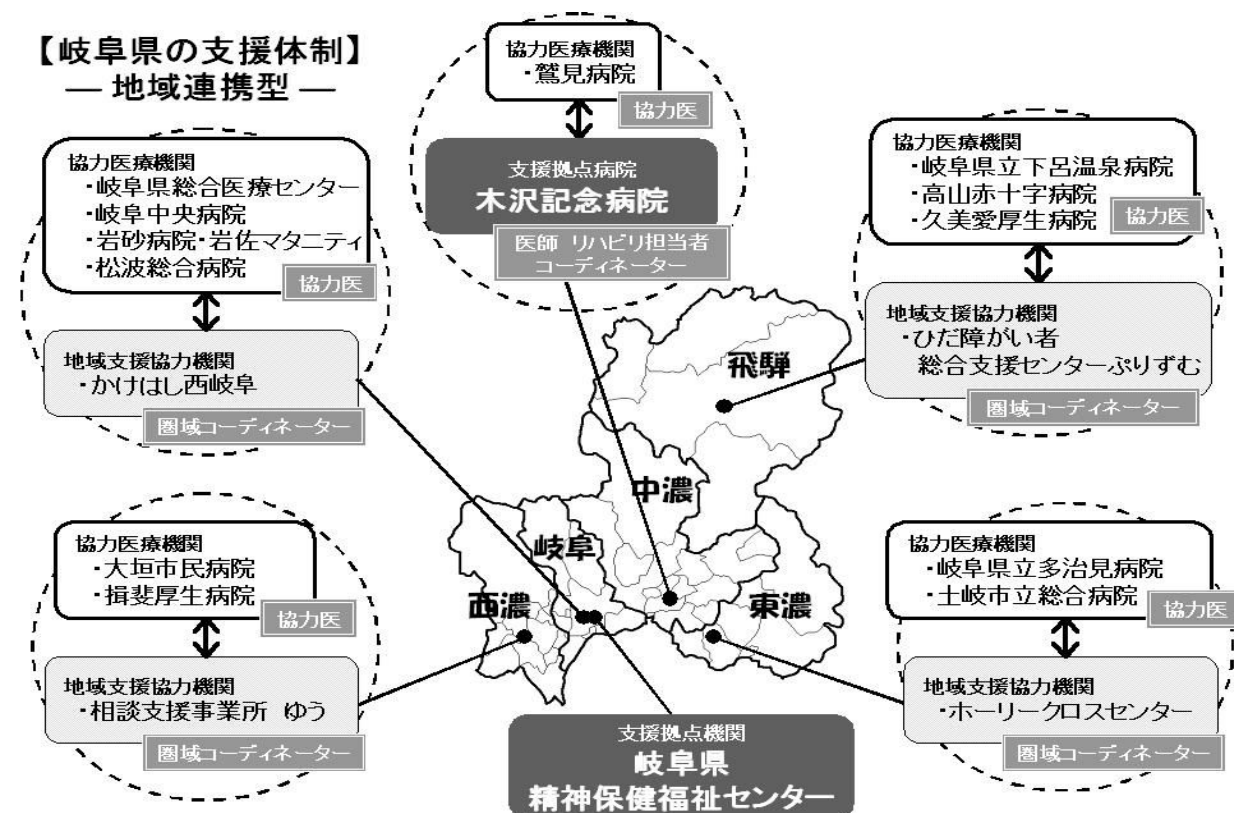 【岐阜県の支援体制】
― 地域連携型 ―
協力医療機関
・鷲見病院
協力医
支援拠点病院
木沢記念病院
医師 リハビリ担当者
コーディネーター
協力医療機関
・岐阜県総合医療センター
・岐阜中央病院
・岩砂病院・岩佐マタニティ
・松波総合病院
協力医
地域支援協力機関
・かけはし西岐阜
圏域コーディネーター
協力医療機関
・岐阜県立下呂温泉病院
・高山赤十字病院
・久美愛厚生病院
協力医
地域支援協力機関
・ひだ障がい者
総合支援センターぷりずむ
圏域コーディネーター
飛騨
中濃
岐阜
西濃
東濃
協力医療機関
・大垣市民病院
・揖斐厚生病院
協力医
地域支援協力機関
・相談支援事業所 ゆう
圏域コーディネーター
支援拠点機関
岐阜県
精神保健福祉センター
協力医療機関
・岐阜県立多治見病院
・土岐市立総合病院
協力医
地域支援協力機関
・ホーリークロスセンター
圏域コーディネーター